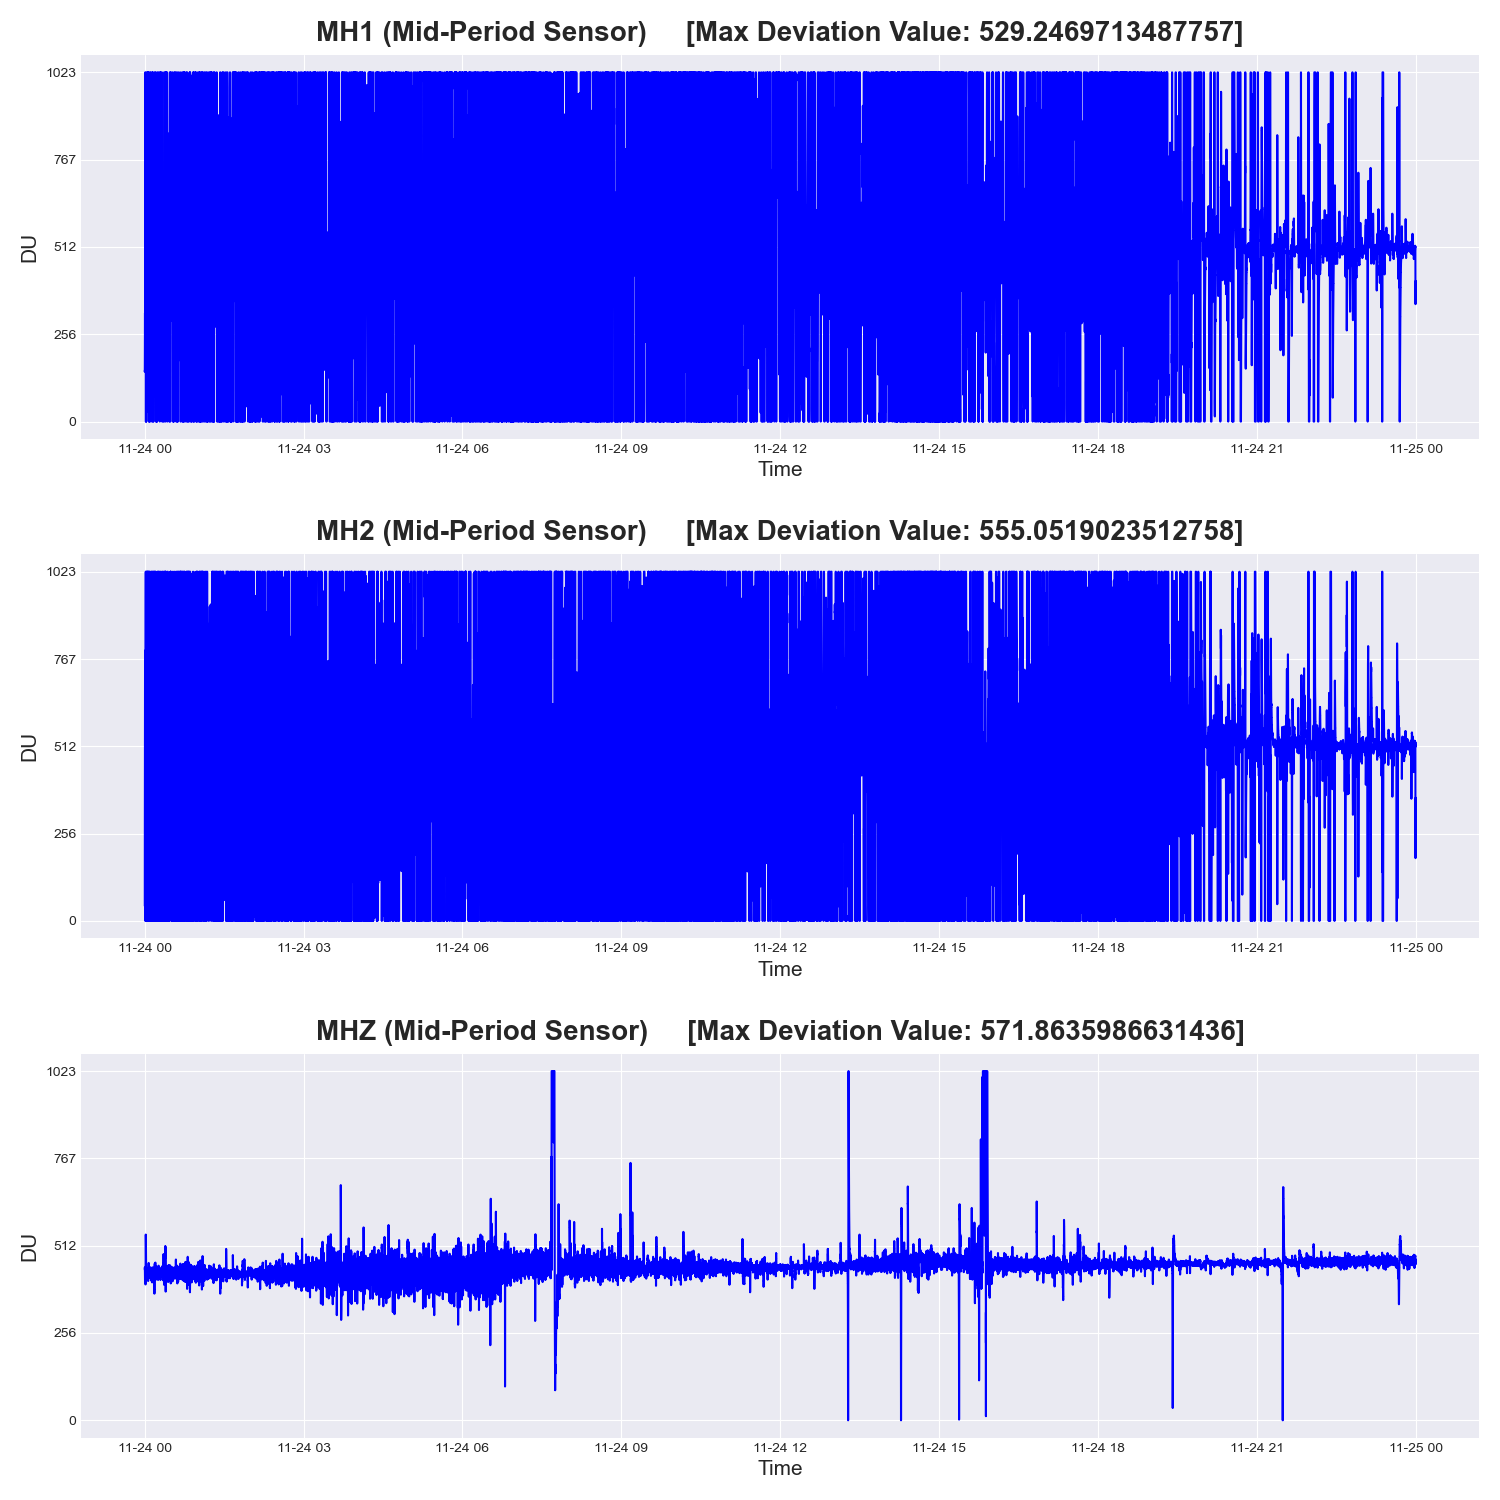 MH1 (Mid-Period Sensor) [Max Deviation Value: 529.2469713487757]
1023
767
512
256
0
DU
11-24 00 11-24 03 11-24 06 11-24 09 11-24 12 11-24 15 11-24 18 11-24 21 11-25 00
Time
MH2 (Mid-Period Sensor) [Max Deviation Value: 555.0519023512758]
1023
767
512
256
0
DU
11-24 00 11-24 03 11-24 06 11-24 09 11-24 12 11-24 15 11-24 18 11-24 21 11-25 00
Time
MHZ (Mid-Period Sensor) [Max Deviation Value: 571.8635986631436]
1023
767
512
256
0
DU
11-24 00 11-24 03 11-24 06 11-24 09 11-24 12 11-24 15 11-24 18 11-24 21 11-25 00
Time